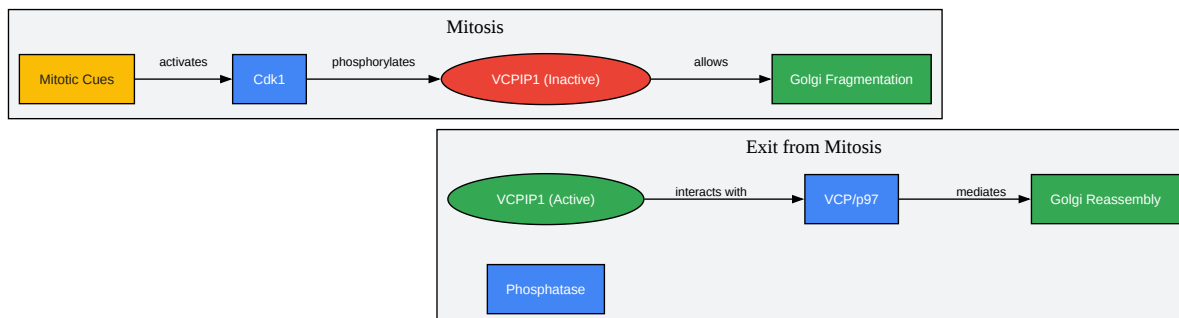 Mitosis
Mitotic Cues
activates
Cdk1
phosphorylates
VCPIP1 (Inactive)
allows
Golgi Fragmentation
Exit from Mitosis
VCPIP1 (Active)
interacts with
VCP/p97
mediates
Golgi Reassembly
Phosphatase